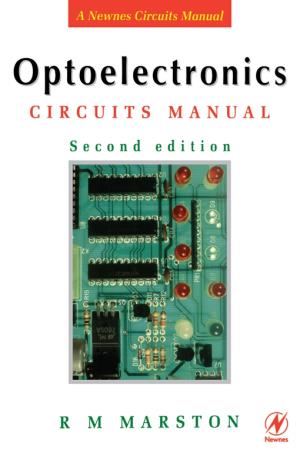 A Newnes Circuits Manual
Optoelectronics
CIRCUITS MANUAL
Second edition
R M MARSTON
Newnes